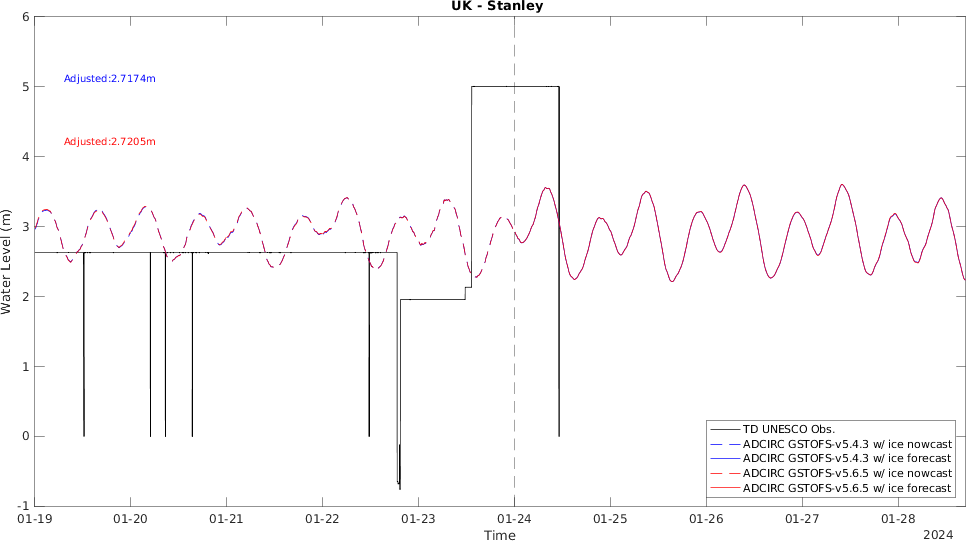 UK - Stanley
6
5
4
3
2
1
0
-1
Water Level (m)
Adjusted:2.7174m
Adjusted:2.7205m
TD UNESCO Obs.
ADCIRC GSTOFS-v5.4.3 w/ ice nowcast
ADCIRC GSTOFS-v5.4.3 w/ ice forecast
ADCIRC GSTOFS-v5.6.5 w/ ice nowcast
ADCIRC GSTOFS-v5.6.5 w/ ice forecast
01-19 01-20 01-21 01-22 01-23 01-24 01-25 01-26 01-27 01-28
Time
2024